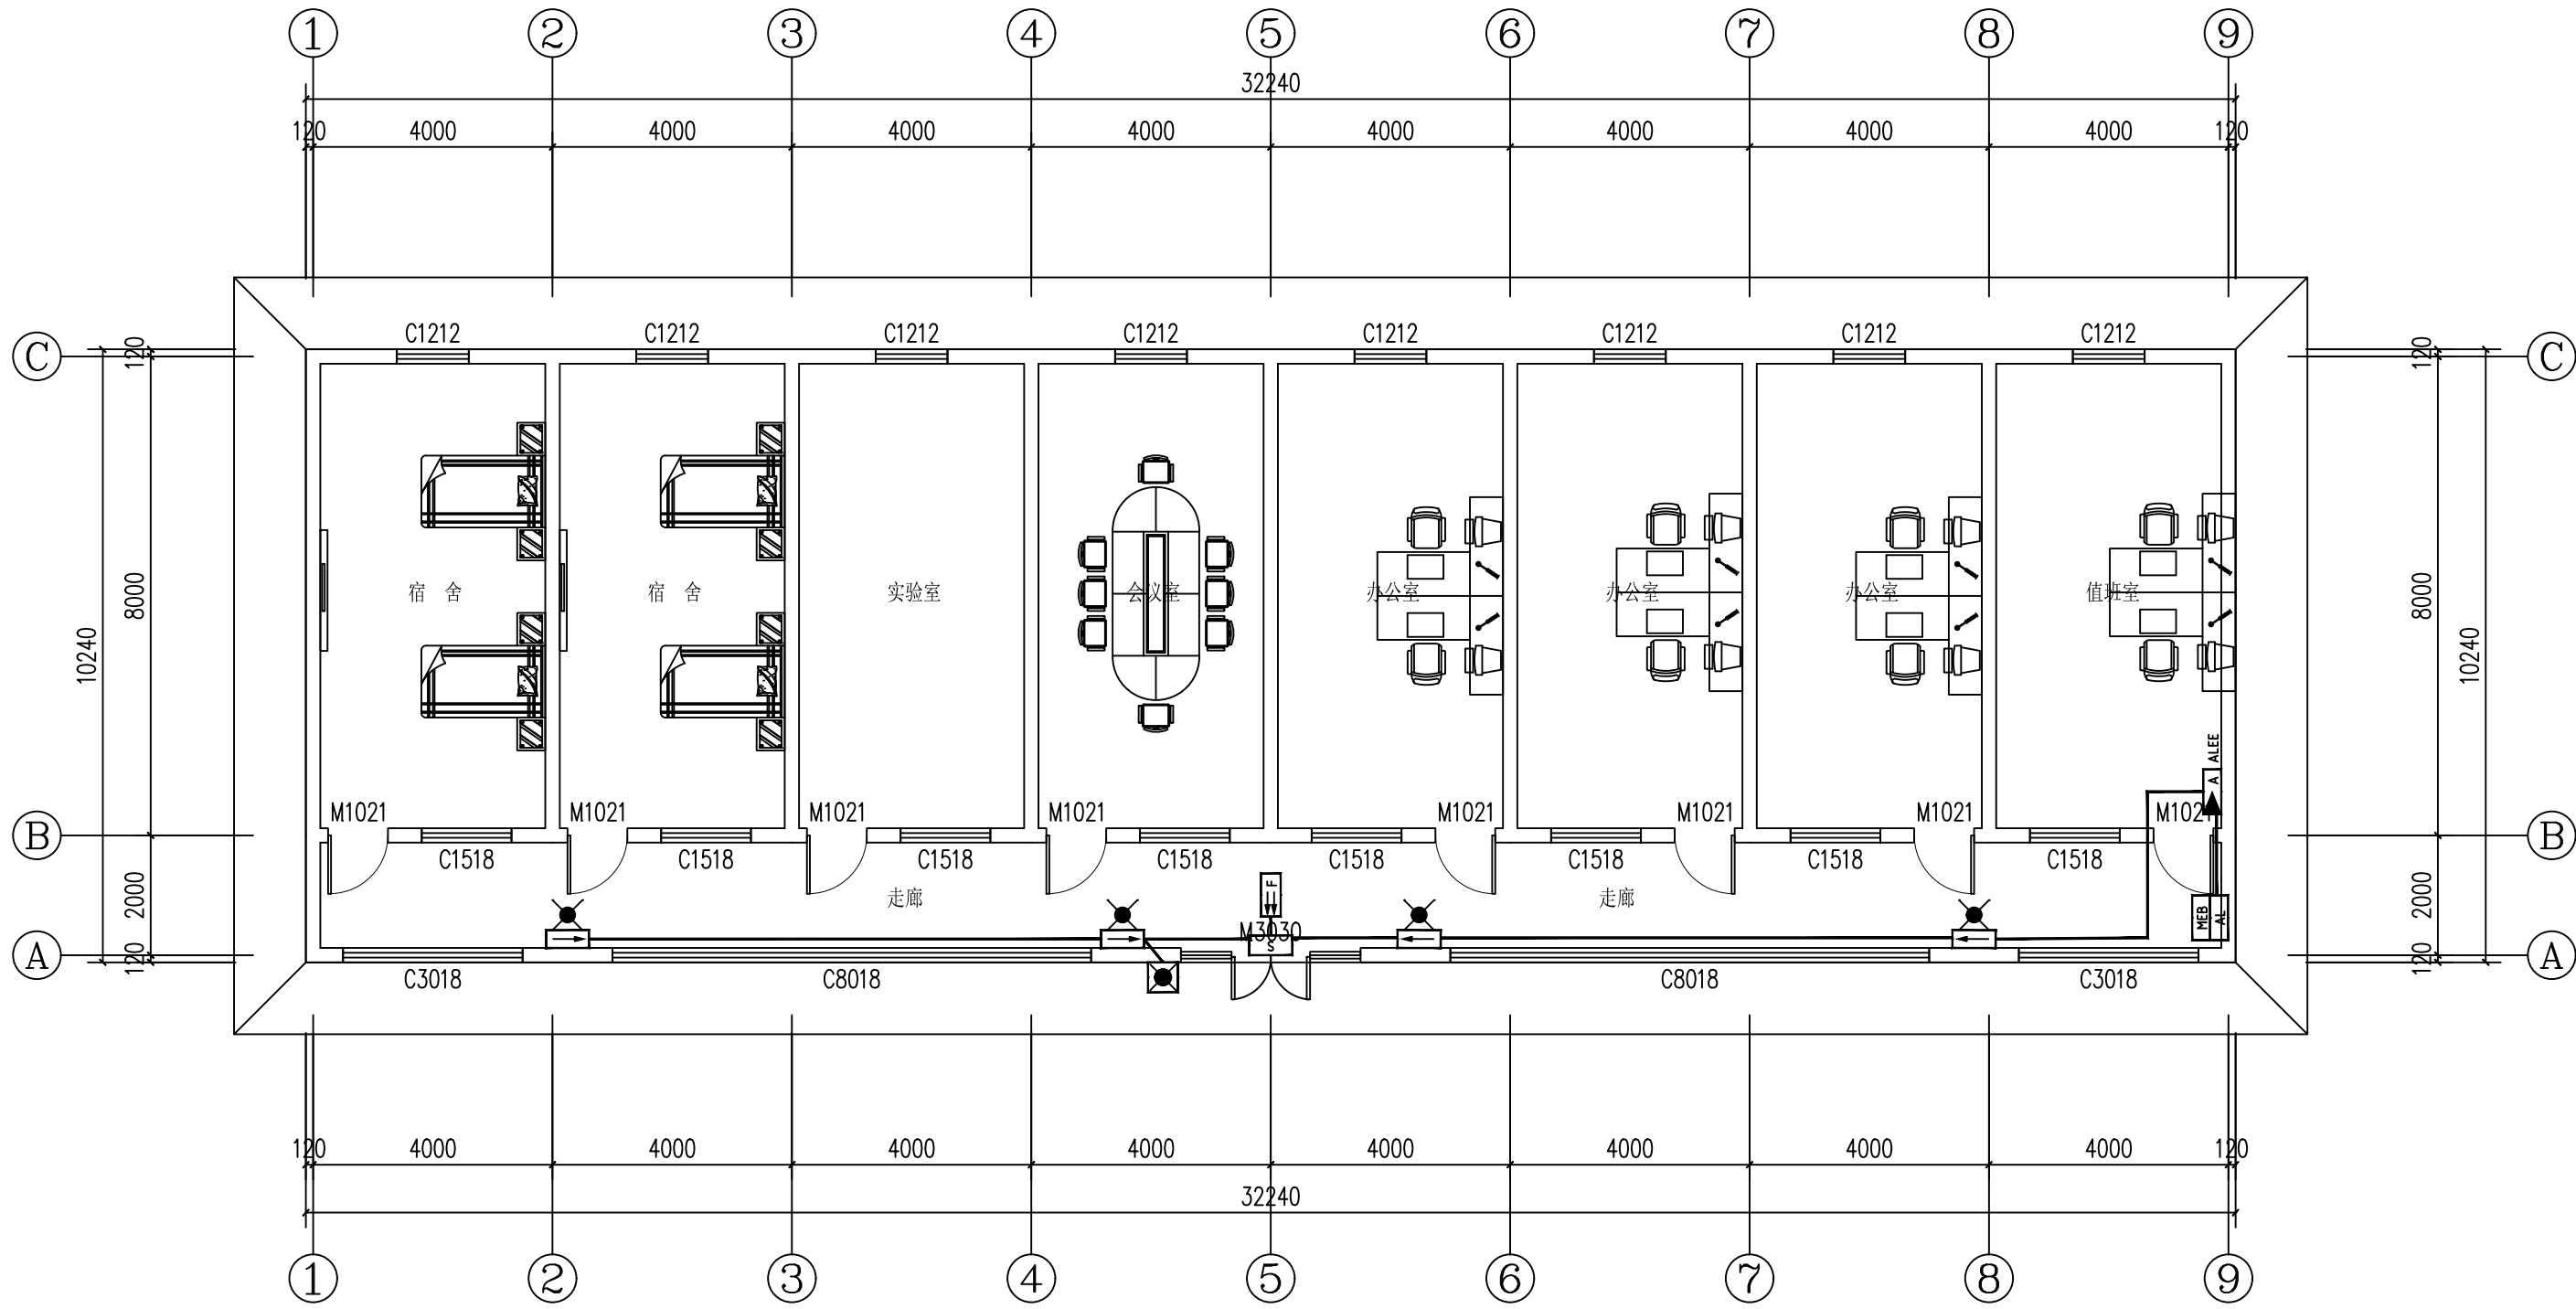 1 2 3 4 5 6 7 8 9
32240
120 4000 4000 4000 4000 4000 4000 4000 4000 120
C1212 C1212 C1212 C1212 C1212 C1212 C1212 C1212
C 120 120 C
宿 舍 宿 舍 实验室 会议室 办公室 办公室 办公室 值班室
10240 8000 8000 10240
ALEE
A
M1021 M1021 M1021 M1021 M1021 M1021 M1021 M1021
B B
C1518 C1518 C1518 C1518 C1518 C1518 C1518 C1518
2000 走廊 F 走廊 2000
MEB AL
M3030
S
A 120 120 A
C3018 C8018 C8018 C3018
120 4000 4000 4000 4000 4000 4000 4000 4000 120
32240
1 2 3 4 5 6 7 8 9